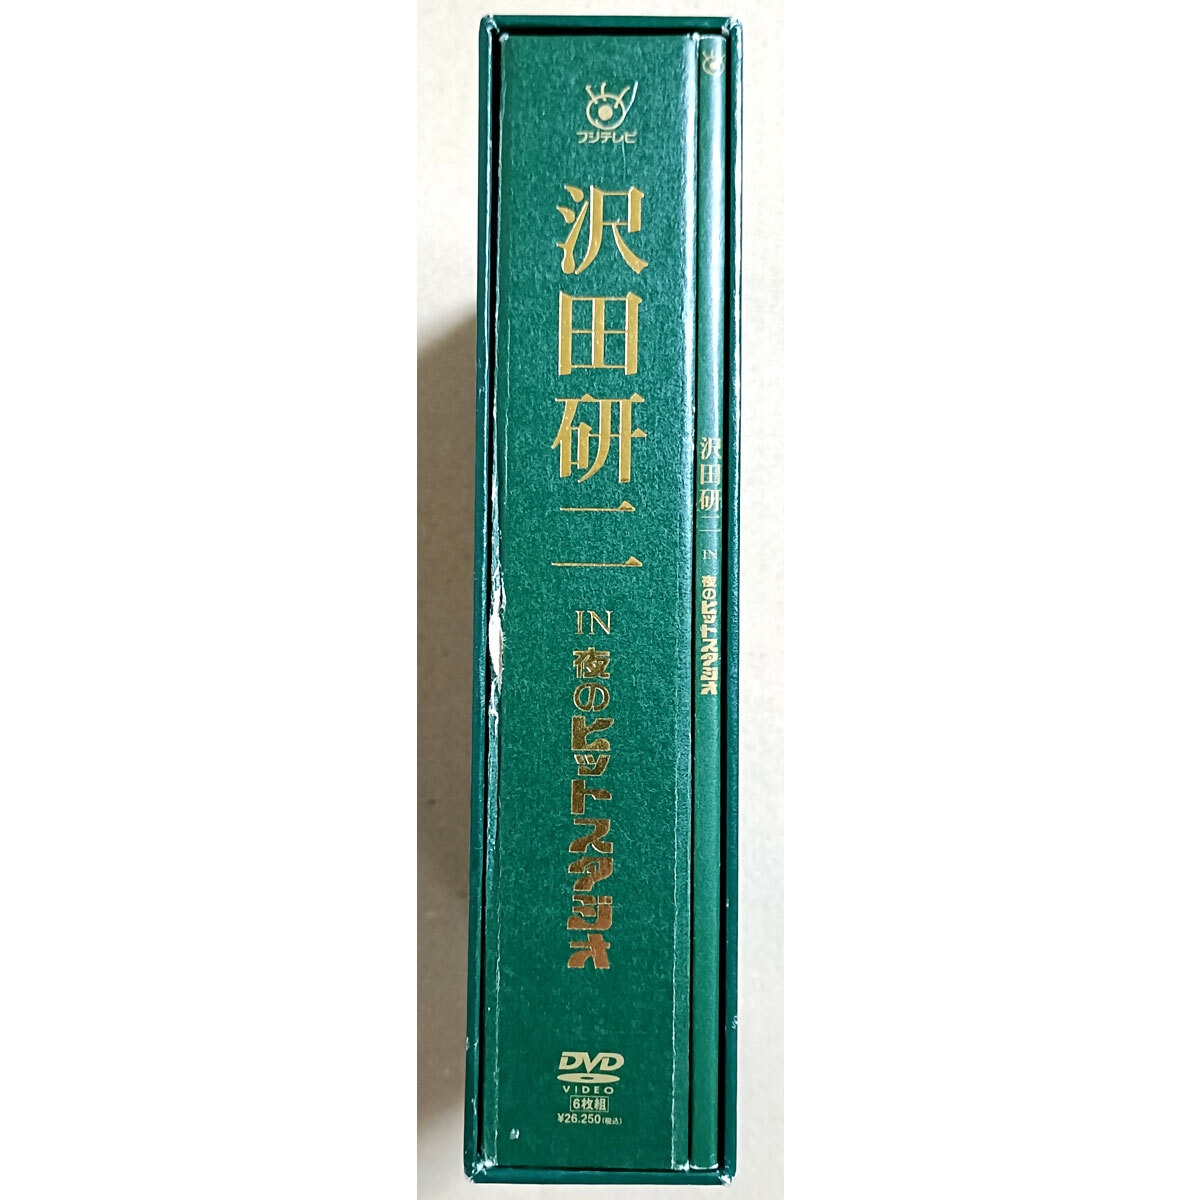 フジテレビ
沢田研二
IN
夜のヒットスタジオ
DVD
VIDEO
6枚組
¥26.250(税込)
沢田研二
IN
夜のヒットスタジオ